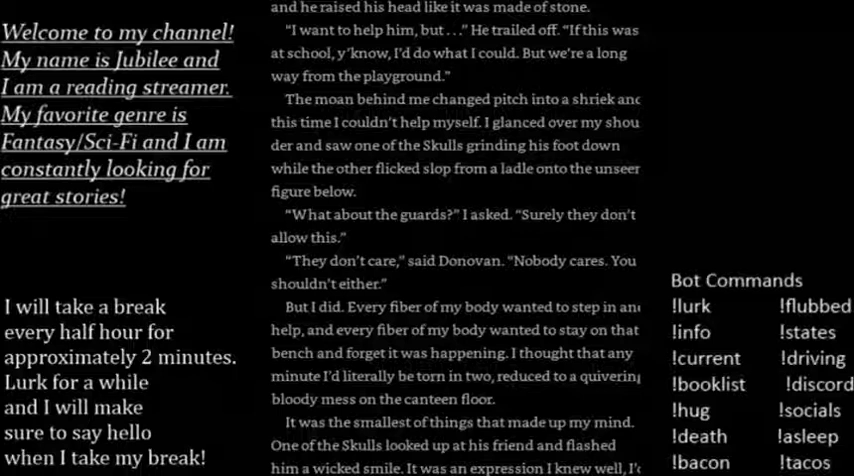 Welcome to my channel!
My name is Jubilee and
I am a reading streamer.
My favorite genre is
Fantasy/Sci-Fi and I am
constantly looking for
great stories!
I will take a break
every half hour for
approximately 2 minutes.
Lurk for a while
and I will make
sure to say hello
when I take my break!
and he raised his head like it was made of stone.
“I want to help him, but . . .” He trailed off. “If this was
at school, y’know, I’d do what I could. But we’re a long
way from the playground.”
The moan behind me changed pitch into a shriek and
this time I couldn’t help myself. I glanced over my shou
der and saw one of the Skulls grinding his foot down
while the other flicked slop from a ladle onto the unseen
figure below.
“What about the guards?” I asked. “Surely they don’t
allow this.”
“They don’t care,” said Donovan. “Nobody cares. You
shouldn’t either.”
But I did. Every fiber of my body wanted to step in and
help, and every fiber of my body wanted to stay on that
bench and forget it was happening. I thought that any
minute I’d literally be torn in two, reduced to a quivering
bloody mess on the canteen floor.
It was the smallest of things that made up my mind.
One of the Skulls looked up at his friend and flashed
him a wicked smile. It was an expression I knew well, I’d
Bot Commands
!lurk !flubbed
!info !states
!current !driving
!booklist !discord
!hug !socials
!death !asleep
!bacon !tacos